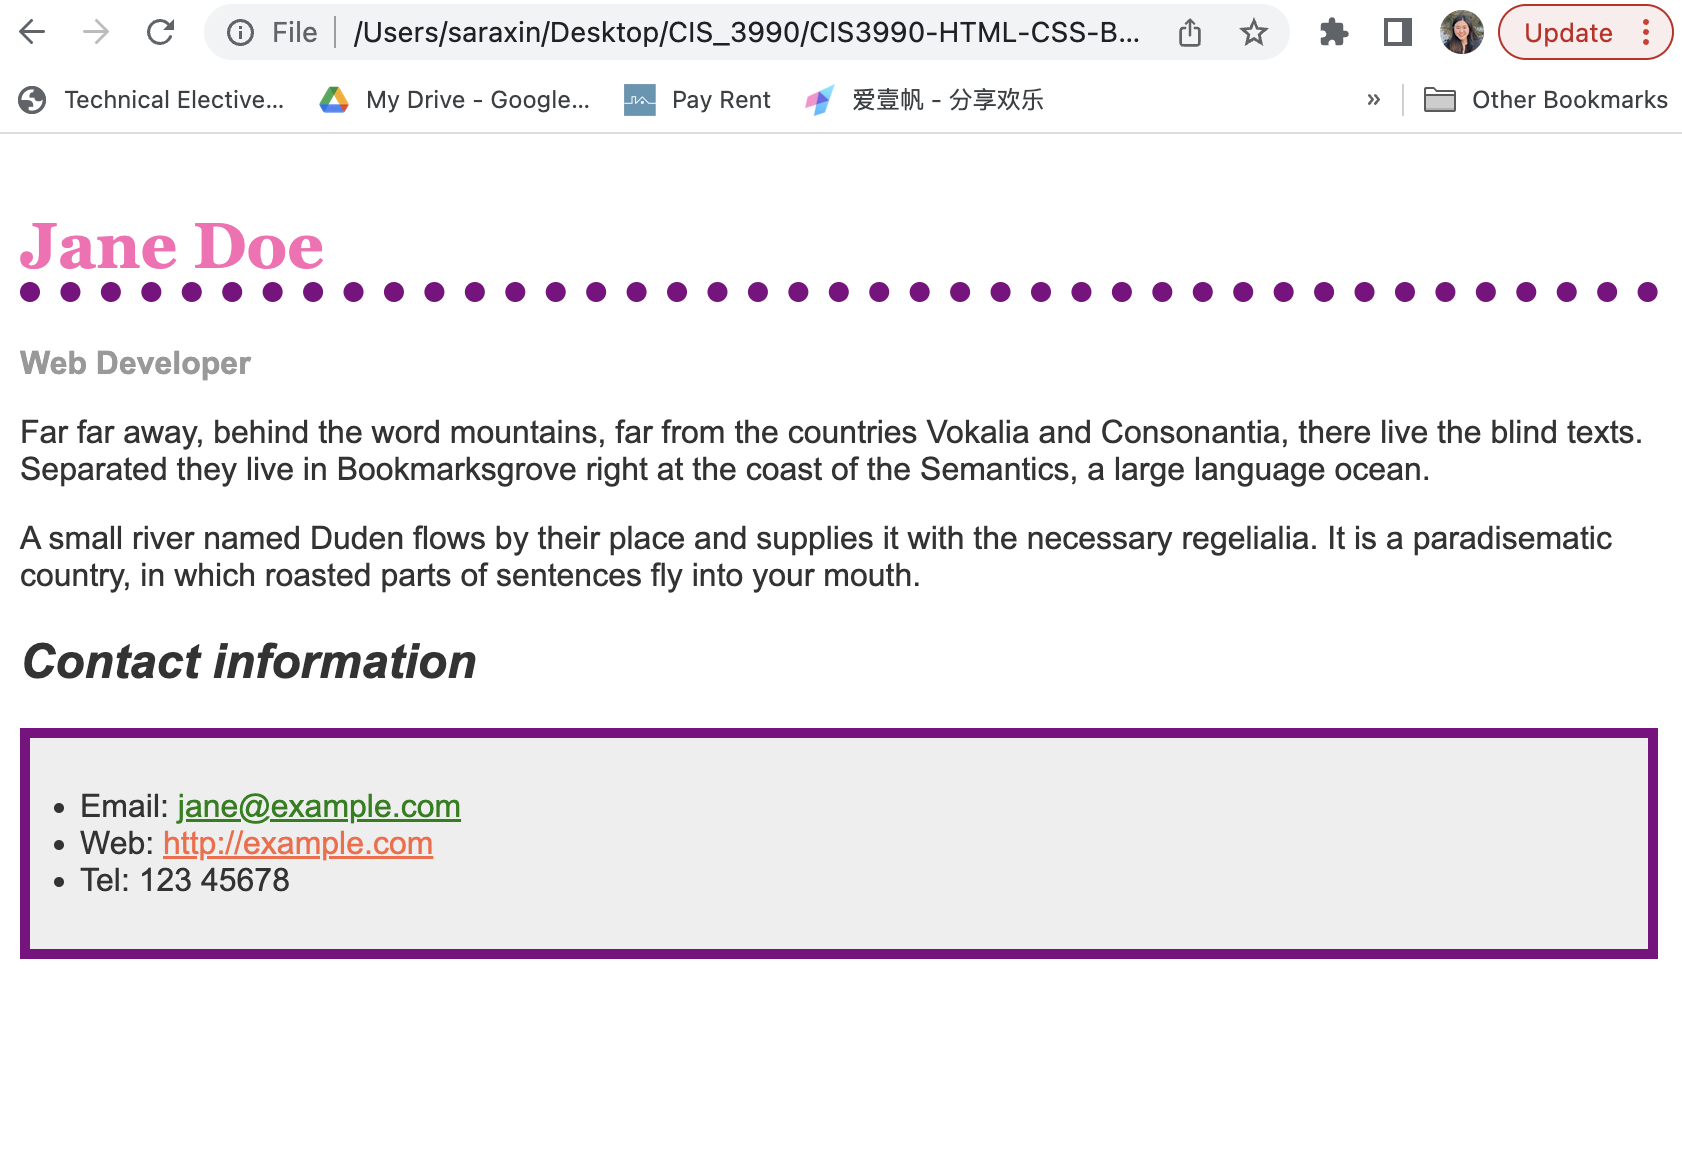 File /Users/saraxin/Desktop/CIS_3990/CIS3990-HTML-CSS-B...
Update
Technical Elective... My Drive - Google... Pay Rent 爱壹帆 - 分享欢乐 » Other Bookmarks
Jane Doe
Web Developer
Far far away, behind the word mountains, far from the countries Vokalia and Consonantia, there live the blind texts.
Separated they live in Bookmarksgrove right at the coast of the Semantics, a large language ocean.
A small river named Duden flows by their place and supplies it with the necessary regelialia. It is a paradisematic
country, in which roasted parts of sentences fly into your mouth.
Contact information
• Email: jane@example.com
• Web: http://example.com
• Tel: 123 45678